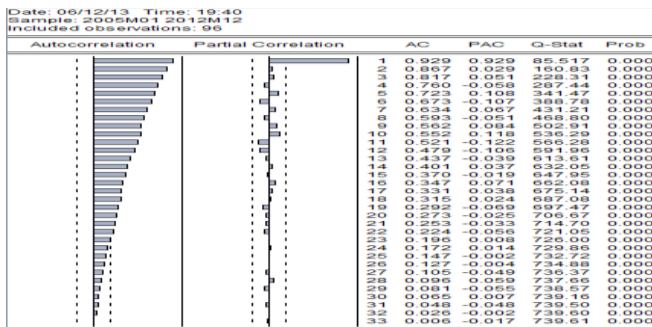 Date: 06/12/13 Time: 19:40
Sample: 2005M01 2012M12
Included observations: 96
Autocorrelation Partial Correlation AC PAC Q-Stat Prob
1 0.929 0.929 85.517 0.000
2 0.867 0.029 160.83 0.000
3 0.817 0.051 228.31 0.000
4 0.760 -0.058 287.44 0.000
5 0.723 0.108 341.47 0.000
6 0.673 -0.107 388.78 0.000
7 0.634 0.067 431.21 0.000
8 0.593 -0.051 468.80 0.000
9 0.562 0.084 502.91 0.000
10 0.552 0.118 536.29 0.000
11 0.521 -0.122 566.28 0.000
12 0.479 -0.106 591.96 0.000
13 0.437 -0.039 613.61 0.000
14 0.401 0.037 632.05 0.000
15 0.370 -0.019 647.95 0.000
16 0.347 0.071 662.08 0.000
17 0.331 0.038 675.14 0.000
18 0.315 0.024 687.08 0.000
19 0.292 -0.069 697.47 0.000
20 0.273 -0.025 706.67 0.000
21 0.253 -0.033 714.70 0.000
22 0.224 -0.056 721.05 0.000
23 0.196 0.008 726.00 0.000
24 0.172 0.014 729.86 0.000
25 0.147 -0.002 732.72 0.000
26 0.127 -0.004 734.88 0.000
27 0.105 -0.049 736.37 0.000
28 0.096 0.059 737.66 0.000
29 0.081 -0.055 738.57 0.000
30 0.065 -0.007 739.16 0.000
31 0.048 -0.048 739.50 0.000
32 0.026 -0.002 739.60 0.000
33 0.006 -0.017 739.61 0.000